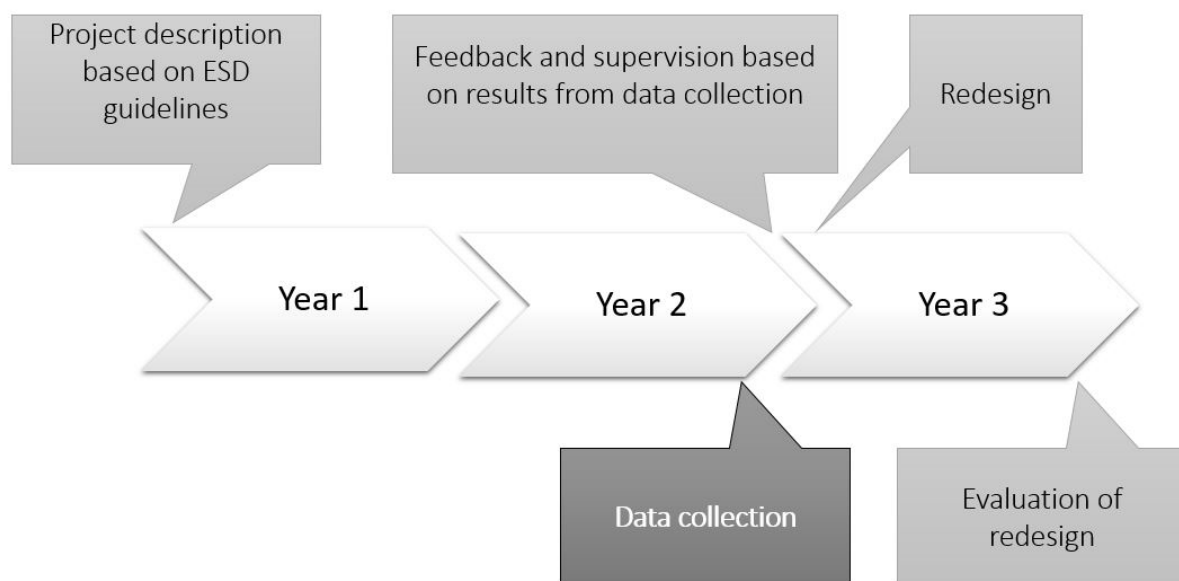 Project description
based on ESD
guidelines
Feedback and supervision based
on results from data collection
Redesign
Year 1
Year 2
Year 3
Data collection
Evaluation of
redesign